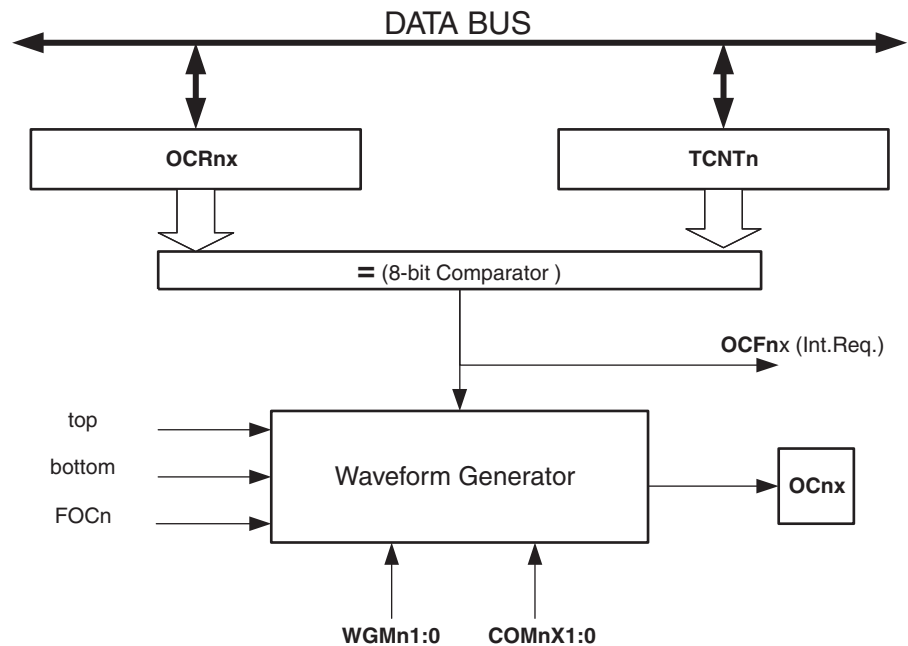 DATA BUS
OCRnx
TCNTn
= (8-bit Comparator )
OCFnx (Int.Req.)
top
bottom
FOCn
Waveform Generator
OCnx
WGMn1:0
COMnX1:0